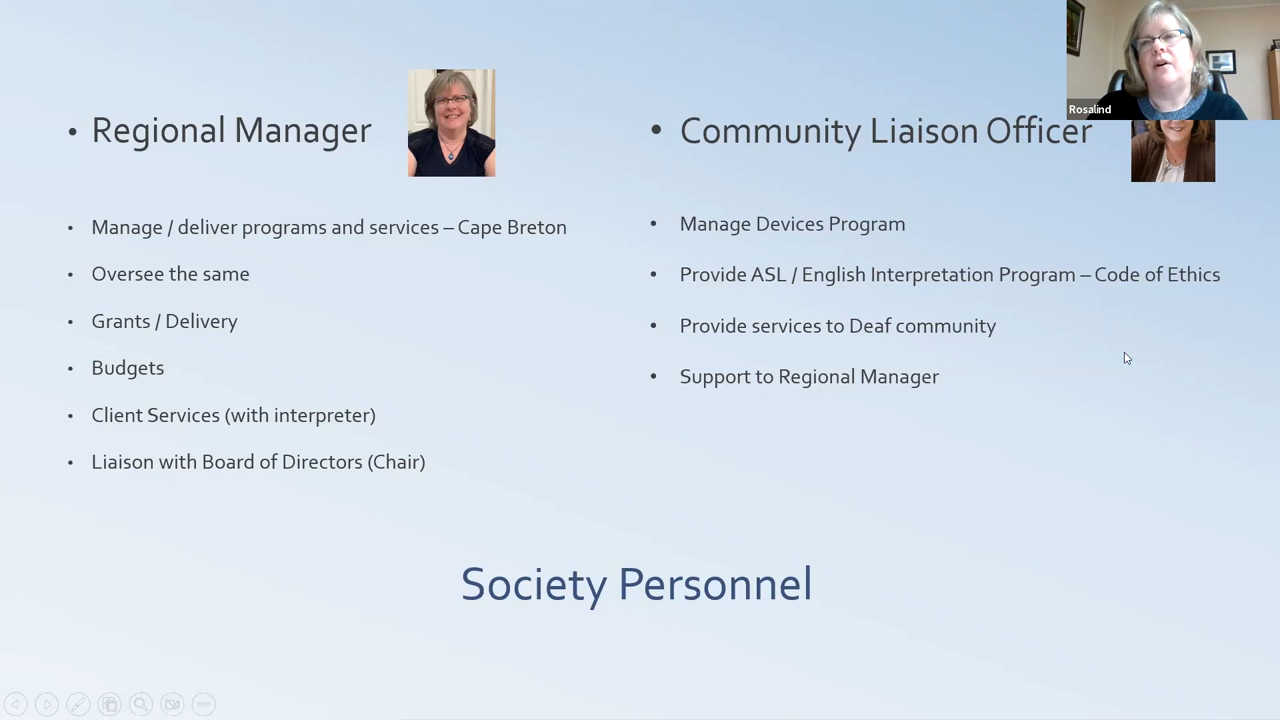 Rosalind
• Regional Manager
• Manage / deliver programs and services – Cape Breton
• Oversee the same
• Grants / Delivery
• Budgets
• Client Services (with interpreter)
• Liaison with Board of Directors (Chair)
• Community Liaison Officer
• Manage Devices Program
• Provide ASL / English Interpretation Program – Code of Ethics
• Provide services to Deaf community
• Support to Regional Manager
Society Personnel